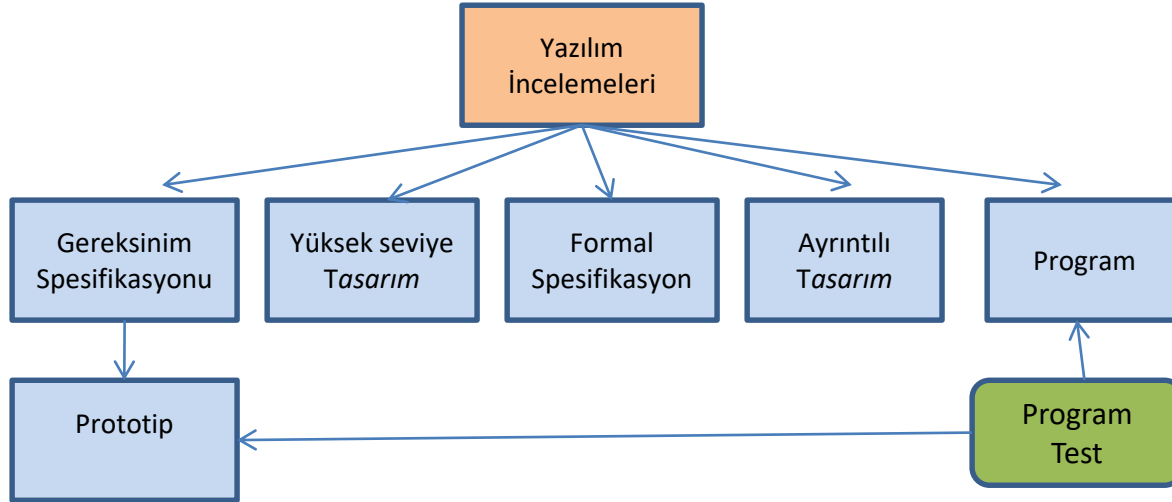 Yazılım
İncelemeleri
Gereksinim
Spesifikasyonu
Yüksek seviye
Tasarım
Formal
Spesifikasyon
Ayrıntılı
Tasarım
Program
Prototip
Program
Test